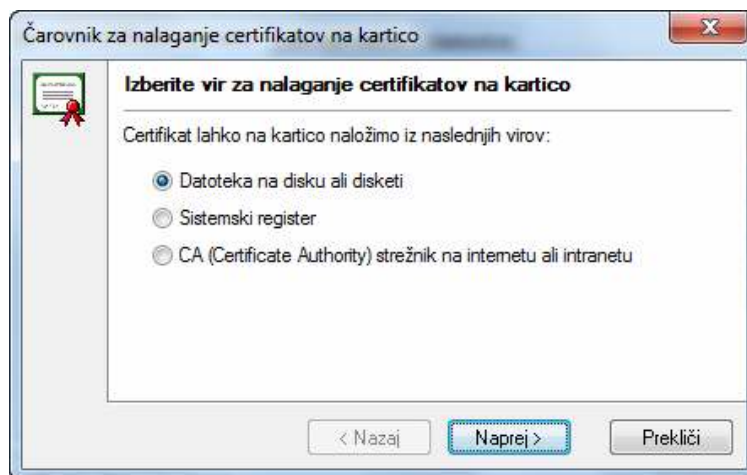 Čarovnik za nalaganje certifikatov na kartico
Izberite vir za nalaganje certifikatov na kartico
Certifikat lahko na kartico naložimo iz naslednjih virov:
Datoteka na disku ali disketi
Sistemski register
CA (Certificate Authority) strežnik na internetu ali intranetu
< Nazaj Naprej > Prekliči